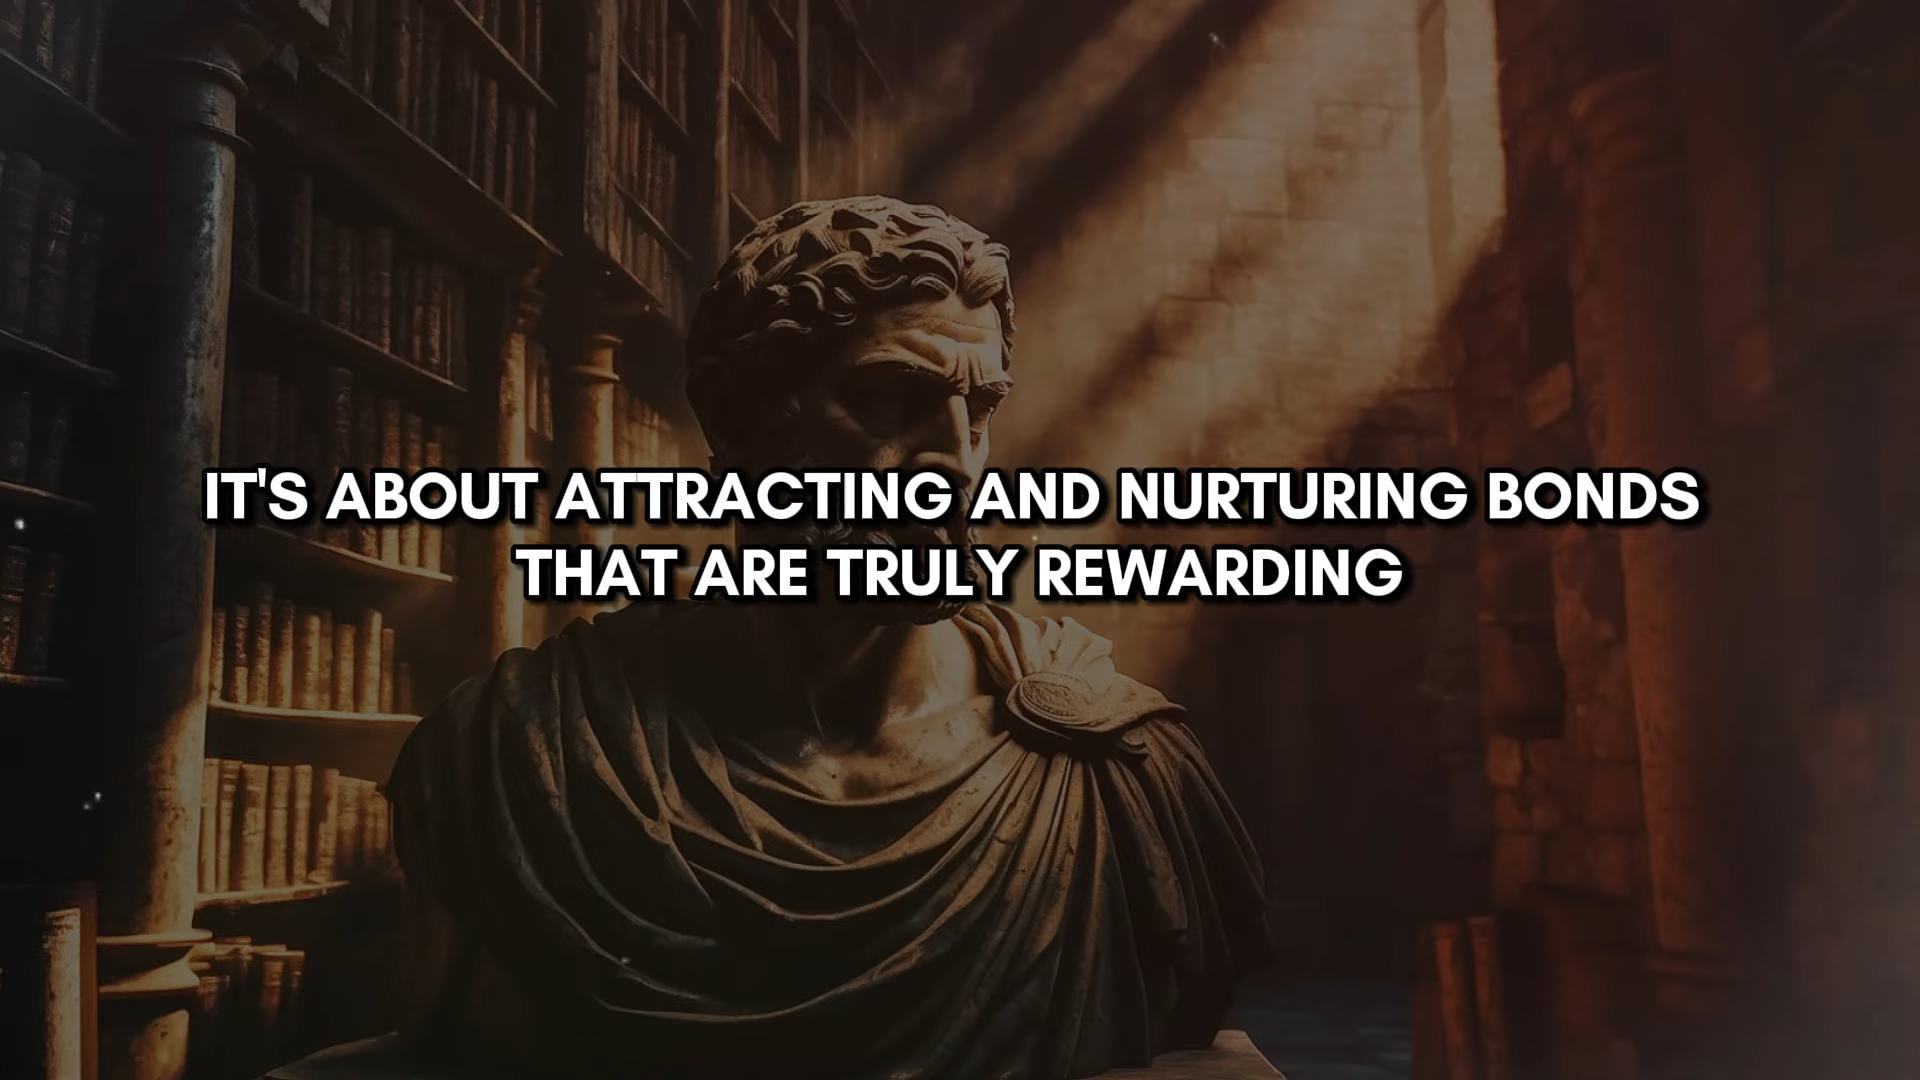 IT'S ABOUT ATTRACTING AND NURTURING BONDS
THAT ARE TRULY REWARDING